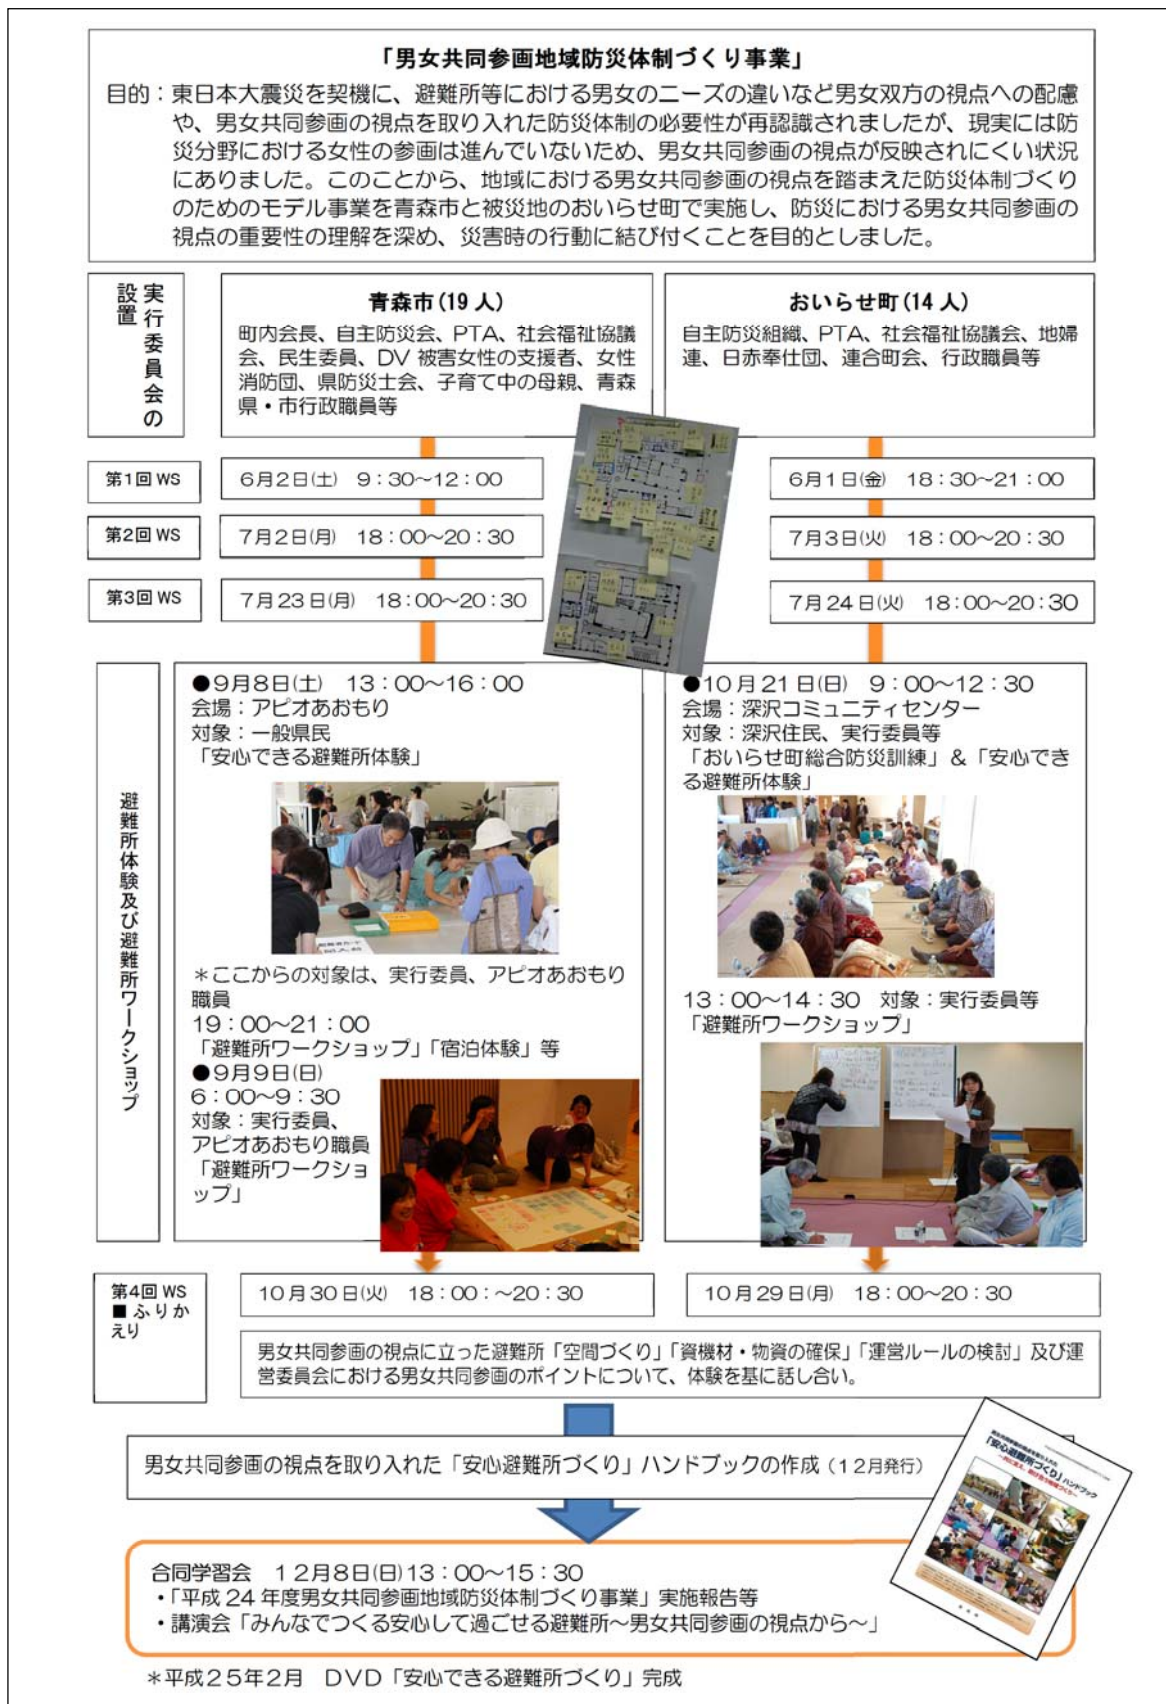 「男女共同参画地域防災体制づくり事業」
目的：東日本大震災を契機に、避難所等における男女のニーズの違いなど男女双方の視点への配慮
や、男女共同参画の視点を取り入れた防災体制の必要性が再認識されましたが、現実には防
災分野における女性の参画は進んでいないため、男女共同参画の視点が反映されにくい状況
にありました。このことから、地域における男女共同参画の視点を踏まえた防災体制づくり
のためのモデル事業を青森市と被災地のおいらせ町で実施し、防災における男女共同参画の
視点の重要性の理解を深め、災害時の行動に結び付くことを目的としました。
実行委員会の
設置
青森市(19人)
町内会長、自主防災会、PTA、社会福祉協議
会、民生委員、DV被害女性の支援者、女性
消防団、県防災士会、子育て中の母親、青森
県・市行政職員等
おいらせ町(14人)
自主防災組織、PTA、社会福祉協議会、地婦
連、日赤奉仕団、連合町会、行政職員等
第1回WS
6月2日(土) 9：30～12：00
6月1日(金) 18：30～21：00
第2回WS
7月2日(月) 18：00～20：30
7月3日(火) 18：00～20：30
第3回WS
7月23日(月) 18：00～20：30
7月24日(火) 18：00～20：30
避難所体験及び避難所ワークショップ
●9月8日(土) 13：00～16：00
会場：アピオあおもり
対象：一般県民
「安心できる避難所体験」
＊ここからの対象は、実行委員、アピオあおもり
職員
19：00～21：00
「避難所ワークショップ」「宿泊体験」等
●9月9日(日)
6：00～9：30
対象：実行委員、
アピオあおもり職員
「避難所ワークショ
ップ」
●10月21日(日) 9：00～12：30
会場：深沢コミュニティセンター
対象：深沢住民、実行委員等
「おいらせ町総合防災訓練」＆「安心でき
る避難所体験」
13：00～14：30 対象：実行委員等
「避難所ワークショップ」
第4回WS
■ふりか
えり
10月30日(火) 18：00：～20：30
10月29日(月) 18：00～20：30
男女共同参画の視点に立った避難所「空間づくり」「資機材・物資の確保」「運営ルールの検討」及び運
営委員会における男女共同参画のポイントについて、体験を基に話し合い。
男女共同参画の視点を取り入れた「安心避難所づくり」ハンドブックの作成（12月発行）
男女共同参画の視点を取り入れた
「安心避難所づくり」ハンドブック
合同学習会 12月8日(日)13：00～15：30
・「平成24年度男女共同参画地域防災体制づくり事業」実施報告等
・講演会「みんなでつくる安心して過ごせる避難所～男女共同参画の視点から～」
＊平成25年2月 DVD「安心できる避難所づくり」完成